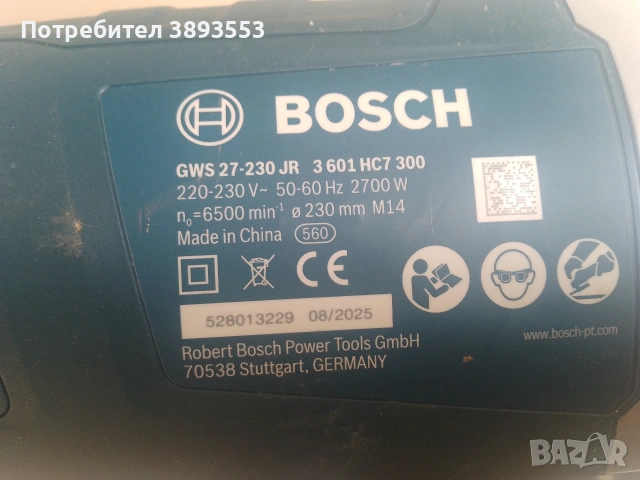 Потребител 3893553
BOSCH
GWS 27-230 JR 3 601 HC7 300
220-230 V~ 50-60 Hz 2700 W
n₀=6500 min⁻¹ ø 230 mm M14
Made in China 560
CE
528013229 08/2025
www.bosch-pt.com
Robert Bosch Power Tools GmbH
70538 Stuttgart, GERMANY
BAZAR